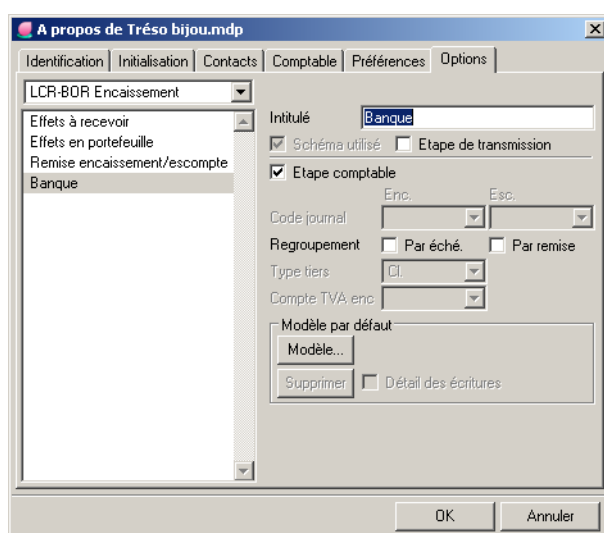 A propos de Tréso bijou.mdp
Identification Initialisation Contacts Comptable Préférences Options
LCR-BOR Encaissement
Effets à recevoir
Effets en portefeuille
Remise encaissement/escompte
Banque
Intitulé Banque
Schéma utilisé Etape de transmission
Etape comptable
Enc. Esc.
Code journal
Regroupement Par éché. Par remise
Type tiers Cl.
Compte TVA enc
Modèle par défaut
Modèle...
Supprimer Détail des écritures
OK Annuler